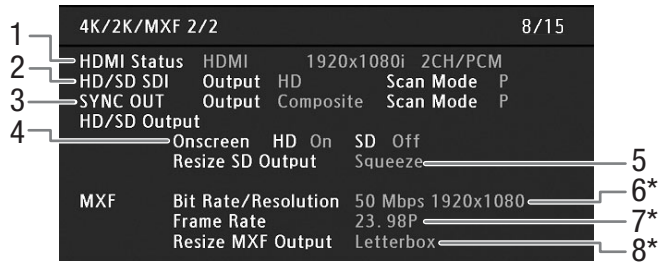 4K/2K/MXF 2/2 8/15
1 HDMI Status HDMI 1920x1080i 2CH/PCM
2 HD/SD SDI Output HD Scan Mode P
3 SYNC OUT Output Composite Scan Mode P
HD/SD Output
4 Onscreen HD On SD Off
Resize SD Output Squeeze 5
MXF Bit Rate/Resolution 50 Mbps 1920x1080 6*
Frame Rate 23.98P 7*
Resize MXF Output Letterbox 8*